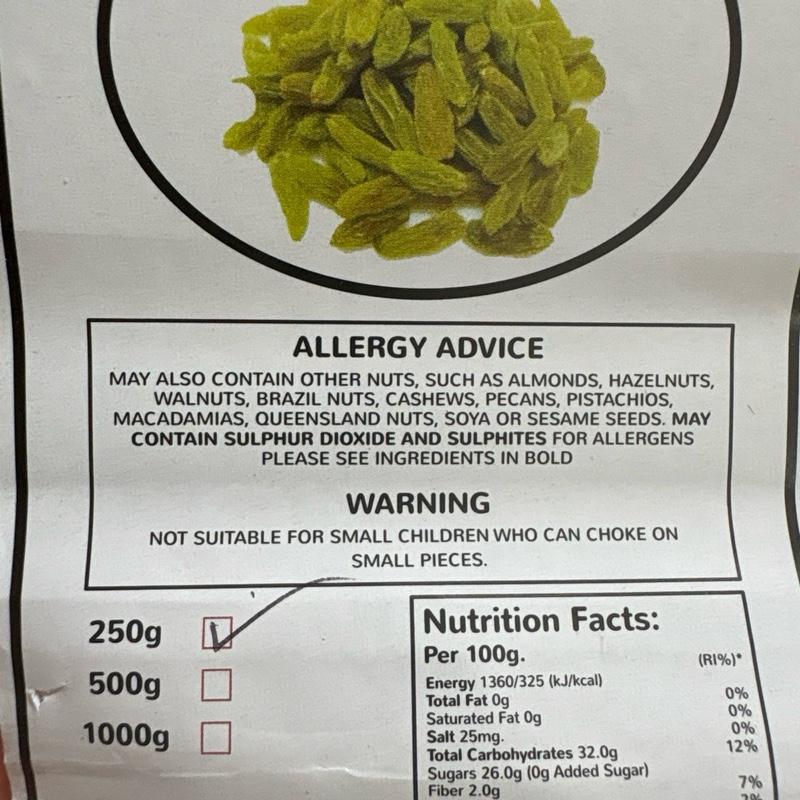 ALLERGY ADVICE
MAY ALSO CONTAIN OTHER NUTS, SUCH AS ALMONDS, HAZELNUTS,
WALNUTS, BRAZIL NUTS, CASHEWS, PECANS, PISTACHIOS,
MACADAMIAS, QUEENSLAND NUTS, SOYA OR SESAME SEEDS. MAY
CONTAIN SULPHUR DIOXIDE AND SULPHITES FOR ALLERGENS
PLEASE SEE INGREDIENTS IN BOLD
WARNING
NOT SUITABLE FOR SMALL CHILDREN WHO CAN CHOKE ON
SMALL PIECES.
250g
500g
1000g
Nutrition Facts:
Per 100g. (RI%)*
Energy 1360/325 (kJ/kcal)
Total Fat 0g 0%
Saturated Fat 0g 0%
Salt 25mg. 0%
Total Carbohydrates 32.0g 12%
Sugars 26.0g (0g Added Sugar)
Fiber 2.0g 7%